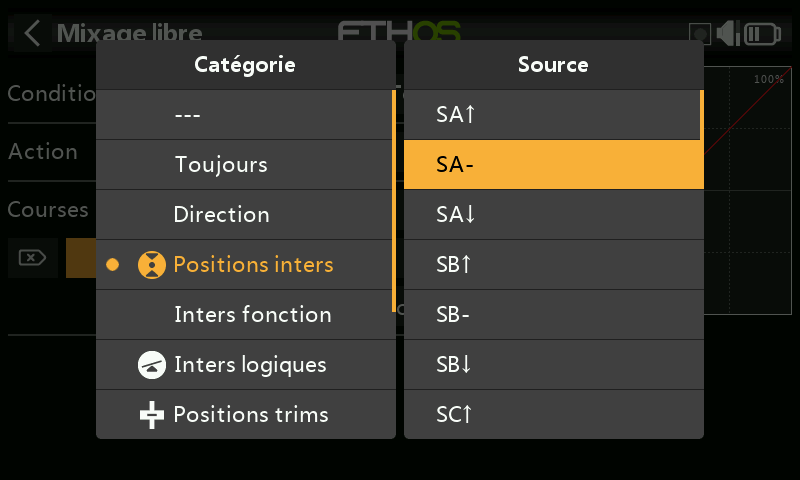 Mixage libre
ETHOS
Catégorie
Source
100%
Conditio
Action
Courses
---
Toujours
Direction
Positions inters
Inters fonction
Inters logiques
Positions trims
SA↑
SA-
SA↓
SB↑
SB-
SB↓
SC↑